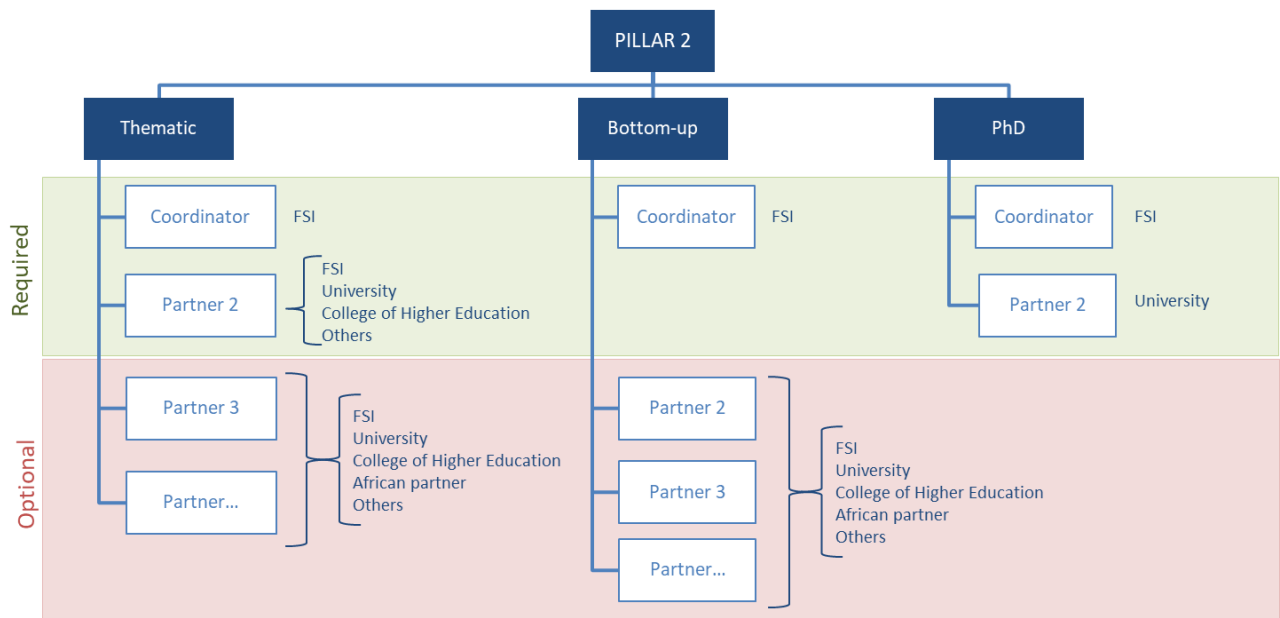 PILLAR 2
Thematic
Bottom-up
PhD
Required
Coordinator
FSI
Partner 2
FSI
University
College of Higher Education
Others
Coordinator
FSI
Coordinator
FSI
Partner 2
University
Optional
Partner 3
Partner...
FSI
University
College of Higher Education
African partner
Others
Partner 2
Partner 3
Partner...
FSI
University
College of Higher Education
African partner
Others